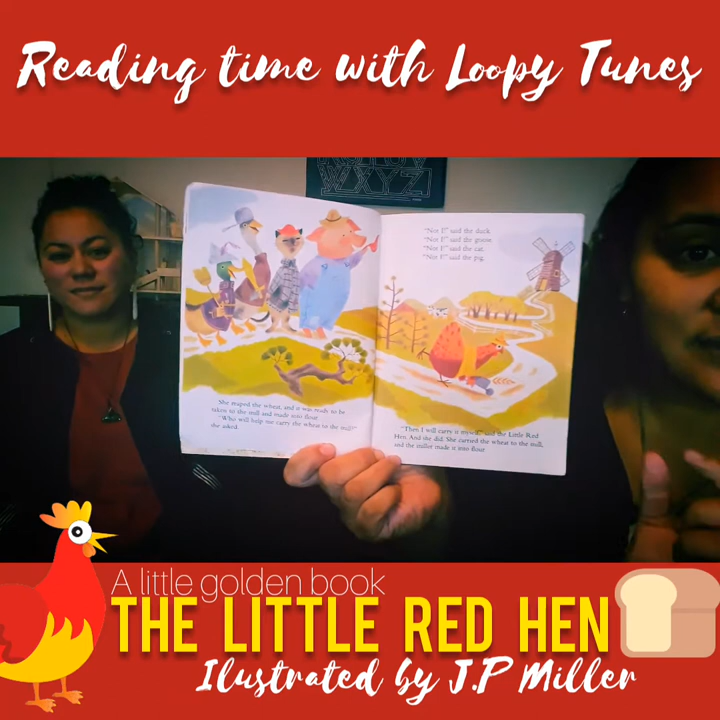 Reading time with Loopy Tunes
WXYZ
"Not I!" said the duck.
"Not I!" said the goose.
"Not I!" said the cat.
"Not I!" said the pig.
She reaped the wheat, and it was ready to be
taken to the mill and made into flour.
"Who will help me carry the wheat to the mill?"
she asked.
"Then I will carry it myself," said the Little Red
Hen. And she did. She carried the wheat to the mill,
and the miller made it into flour.
A little golden book
THE LITTLE RED HEN
Ilustrated by J.P Miller